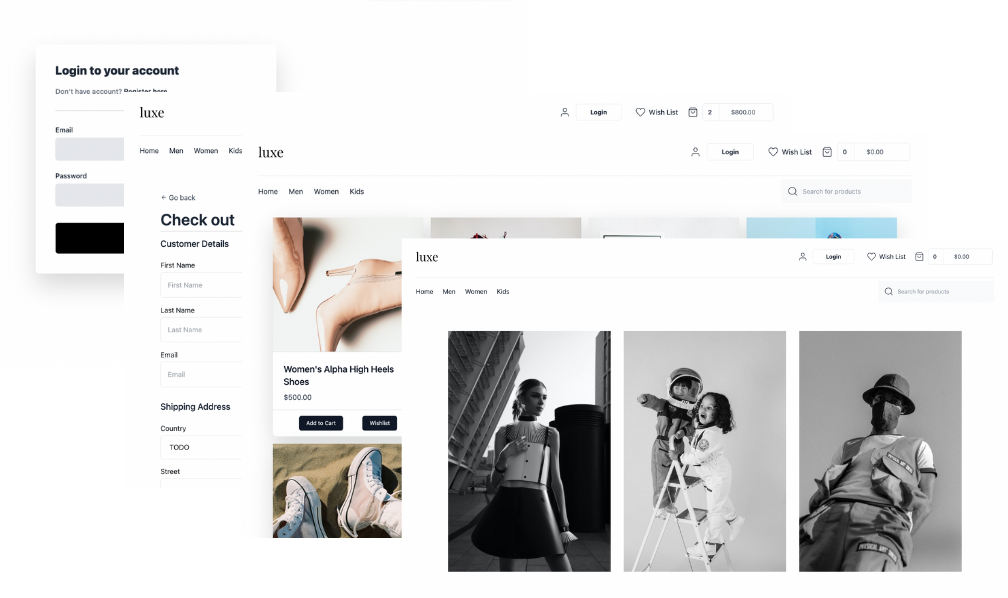 Login to your account
Don't have account? Register here
Email
Password
luxe
Login
Wish List
2
$800.00
Home
Men
Women
Kids
← Go back
Check out
Customer Details
First Name
First Name
Last Name
Last Name
Email
Email
Shipping Address
Country
TODO
Street
luxe
Login
Wish List
0
$0.00
Home
Men
Women
Kids
Search for products
Women's Alpha High Heels
Shoes
$500.00
Add to Cart
Wishlist
luxe
Login
Wish List
0
$0.00
Home
Men
Women
Kids
Search for products